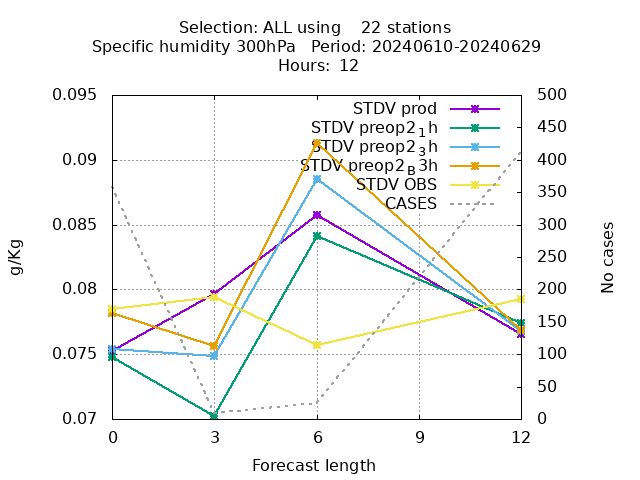 Selection: ALL using    22 stations
Specific humidity 300hPa   Period: 20240610-20240629
Hours:  12
0.095
0.09
0.085
0.08
0.075
0.07
g/Kg
STDV prod
STDV preop2₁h
STDV preop2₃h
STDV preop2_B3h
STDV OBS
CASES
500
450
400
350
300
250
200
150
100
50
0
No cases
0 3 6 9 12
Forecast length